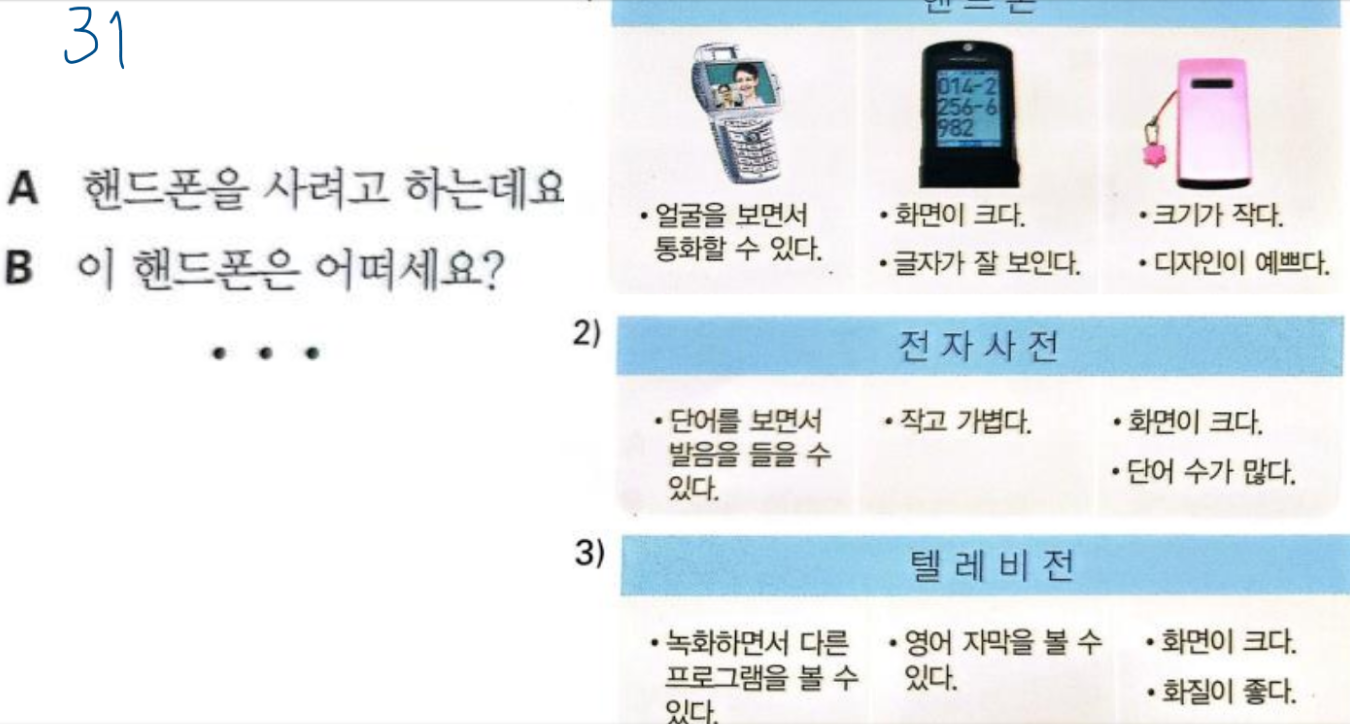 31
A 핸드폰을 사려고 하는데요
B 이 핸드폰은 어떠세요?
• • •
핸 드 폰
014-2
256-6
982
• 얼굴을 보면서
통화할 수 있다.
• 화면이 크다.
• 글자가 잘 보인다.
• 크기가 작다.
• 디자인이 예쁘다.
2)
전 자 사 전
• 단어를 보면서
발음을 들을 수
있다.
• 작고 가볍다.
• 화면이 크다.
• 단어 수가 많다.
3)
텔 레 비 전
• 녹화하면서 다른
프로그램을 볼 수
있다.
• 영어 자막을 볼 수
있다.
• 화면이 크다.
• 화질이 좋다.